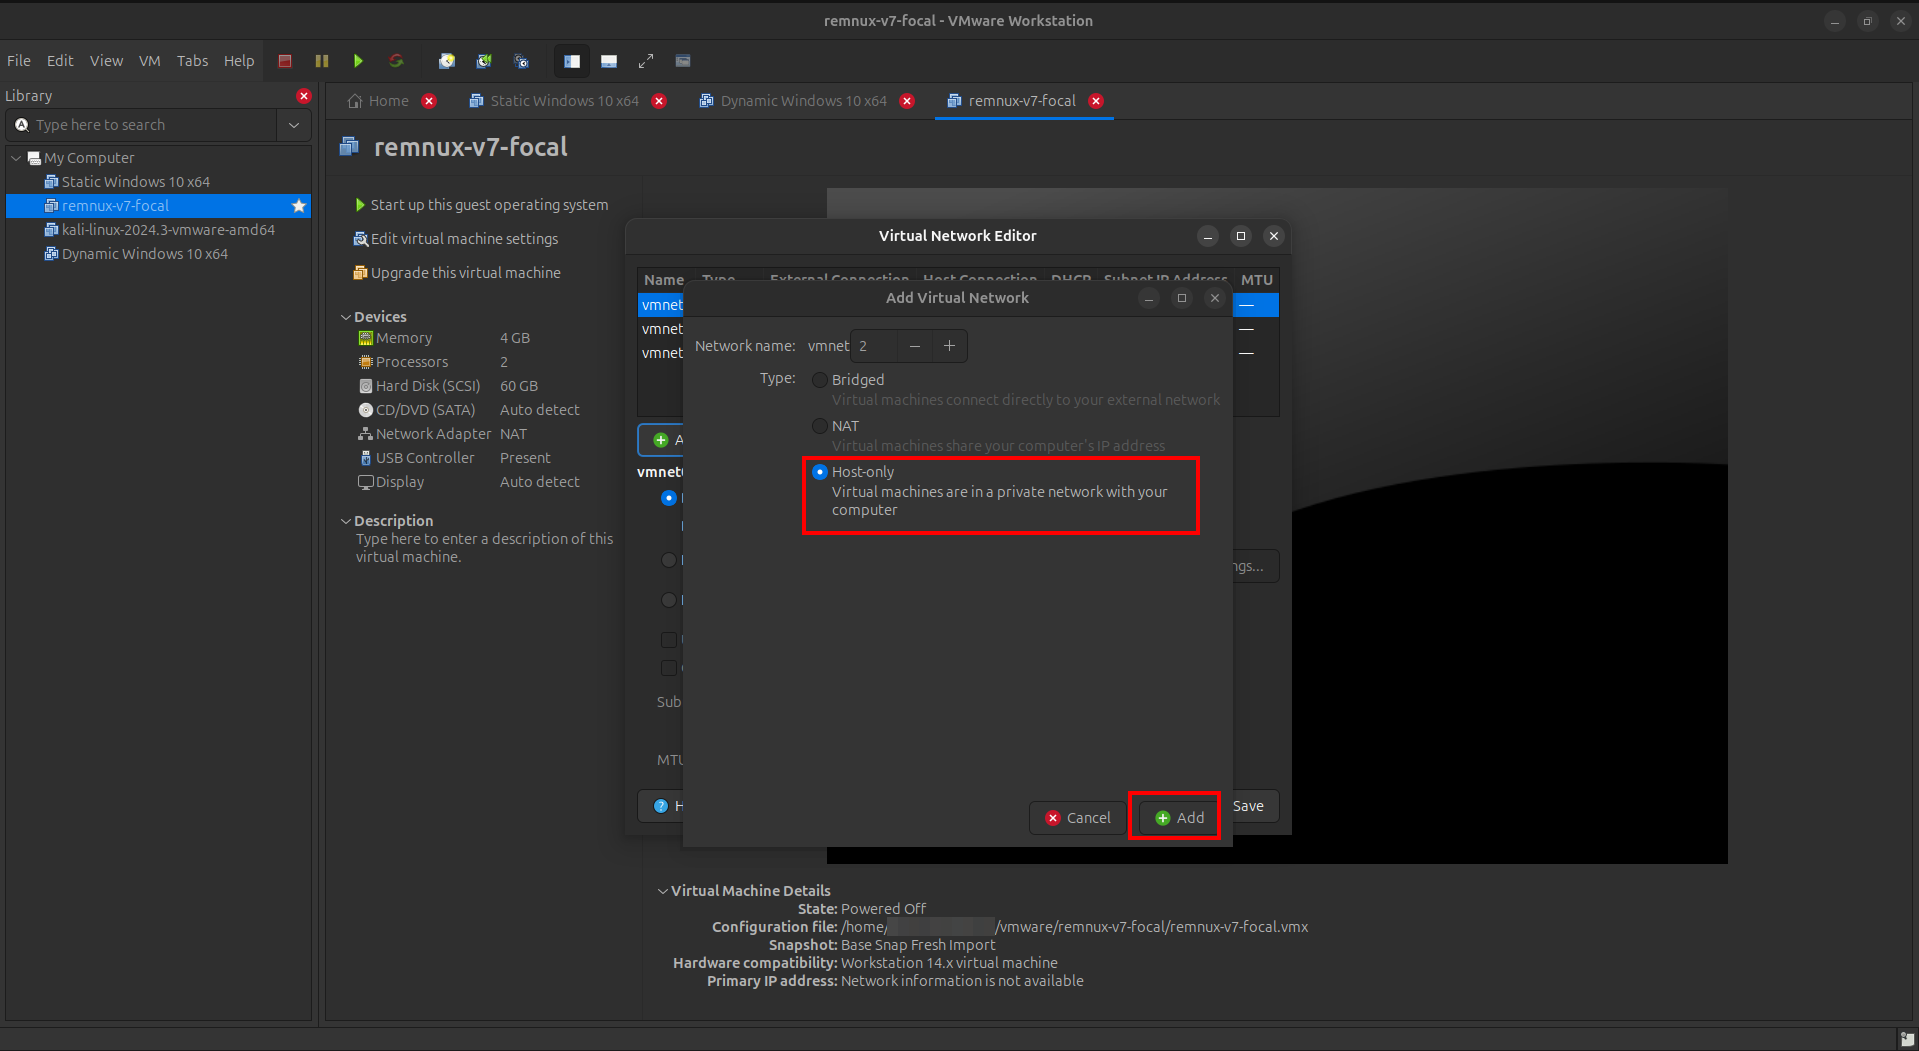 remnux-v7-focal - VMware Workstation
File Edit View VM Tabs Help
Library
Type here to search
My Computer
Static Windows 10 x64
remnux-v7-focal
kali-linux-2024.3-vmware-amd64
Dynamic Windows 10 x64
Home Static Windows 10 x64 Dynamic Windows 10 x64 remnux-v7-focal
remnux-v7-focal
Start up this guest operating system
Edit virtual machine settings
Upgrade this virtual machine
Devices
Memory 4 GB
Processors 2
Hard Disk (SCSI) 60 GB
CD/DVD (SATA) Auto detect
Network Adapter NAT
USB Controller Present
Display Auto detect
Description
Type here to enter a description of this
virtual machine.
Virtual Network Editor
Name Type External Connection Host Connection DHCP Subnet IP Address MTU
vmnet —
vmnet —
vmnet —
Add Virtual Network
Network name: vmnet 2 − +
Type: Bridged
Virtual machines connect directly to your external network
NAT
Virtual machines share your computer's IP address
Host-only
Virtual machines are in a private network with your
computer
ngs...
Sub
MTU
Cancel Add Save
Virtual Machine Details
State: Powered Off
Configuration file: /home/ /vmware/remnux-v7-focal/remnux-v7-focal.vmx
Snapshot: Base Snap Fresh Import
Hardware compatibility: Workstation 14.x virtual machine
Primary IP address: Network information is not available